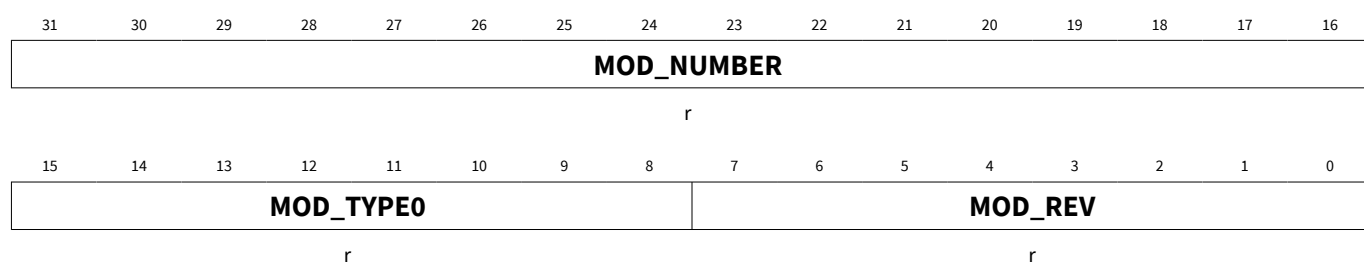 31 30 29 28 27 26 25 24 23 22 21 20 19 18 17 16
MOD_NUMBER
r
15 14 13 12 11 10 9 8 7 6 5 4 3 2 1 0
MOD_TYPE0 MOD_REV
r r